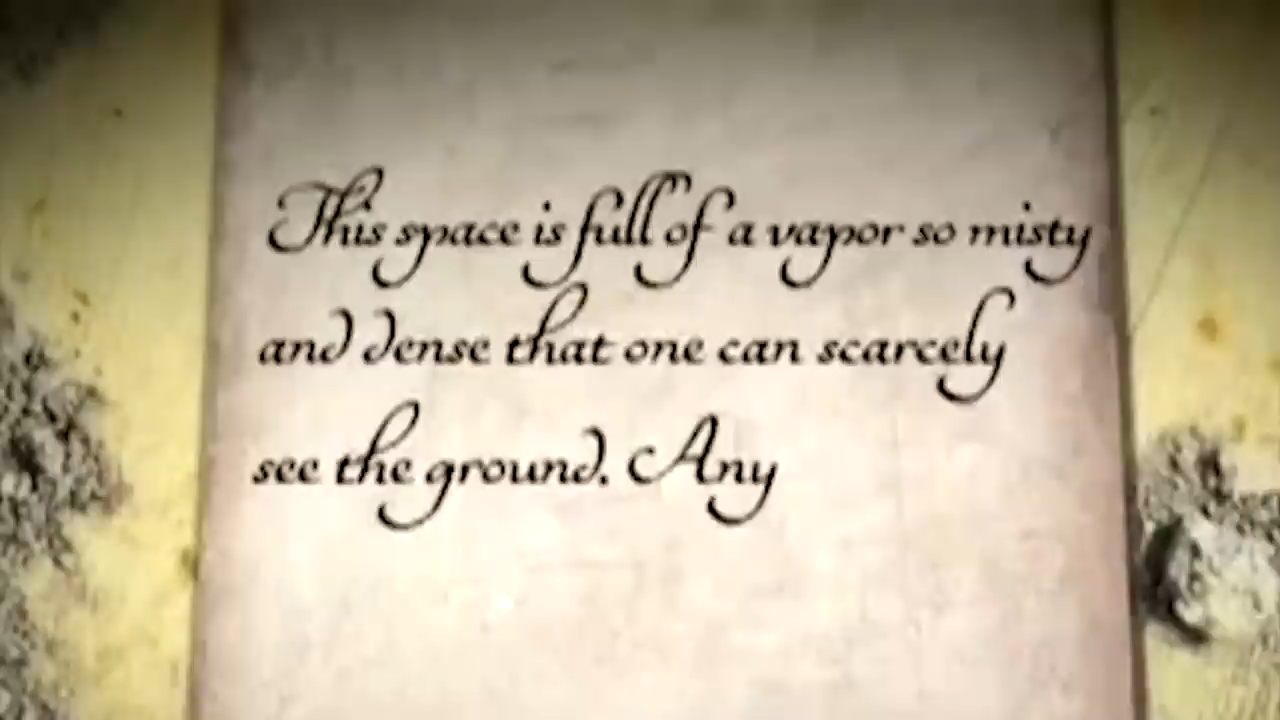 This space is full of a vapor so misty
and dense that one can scarcely
see the ground. Any